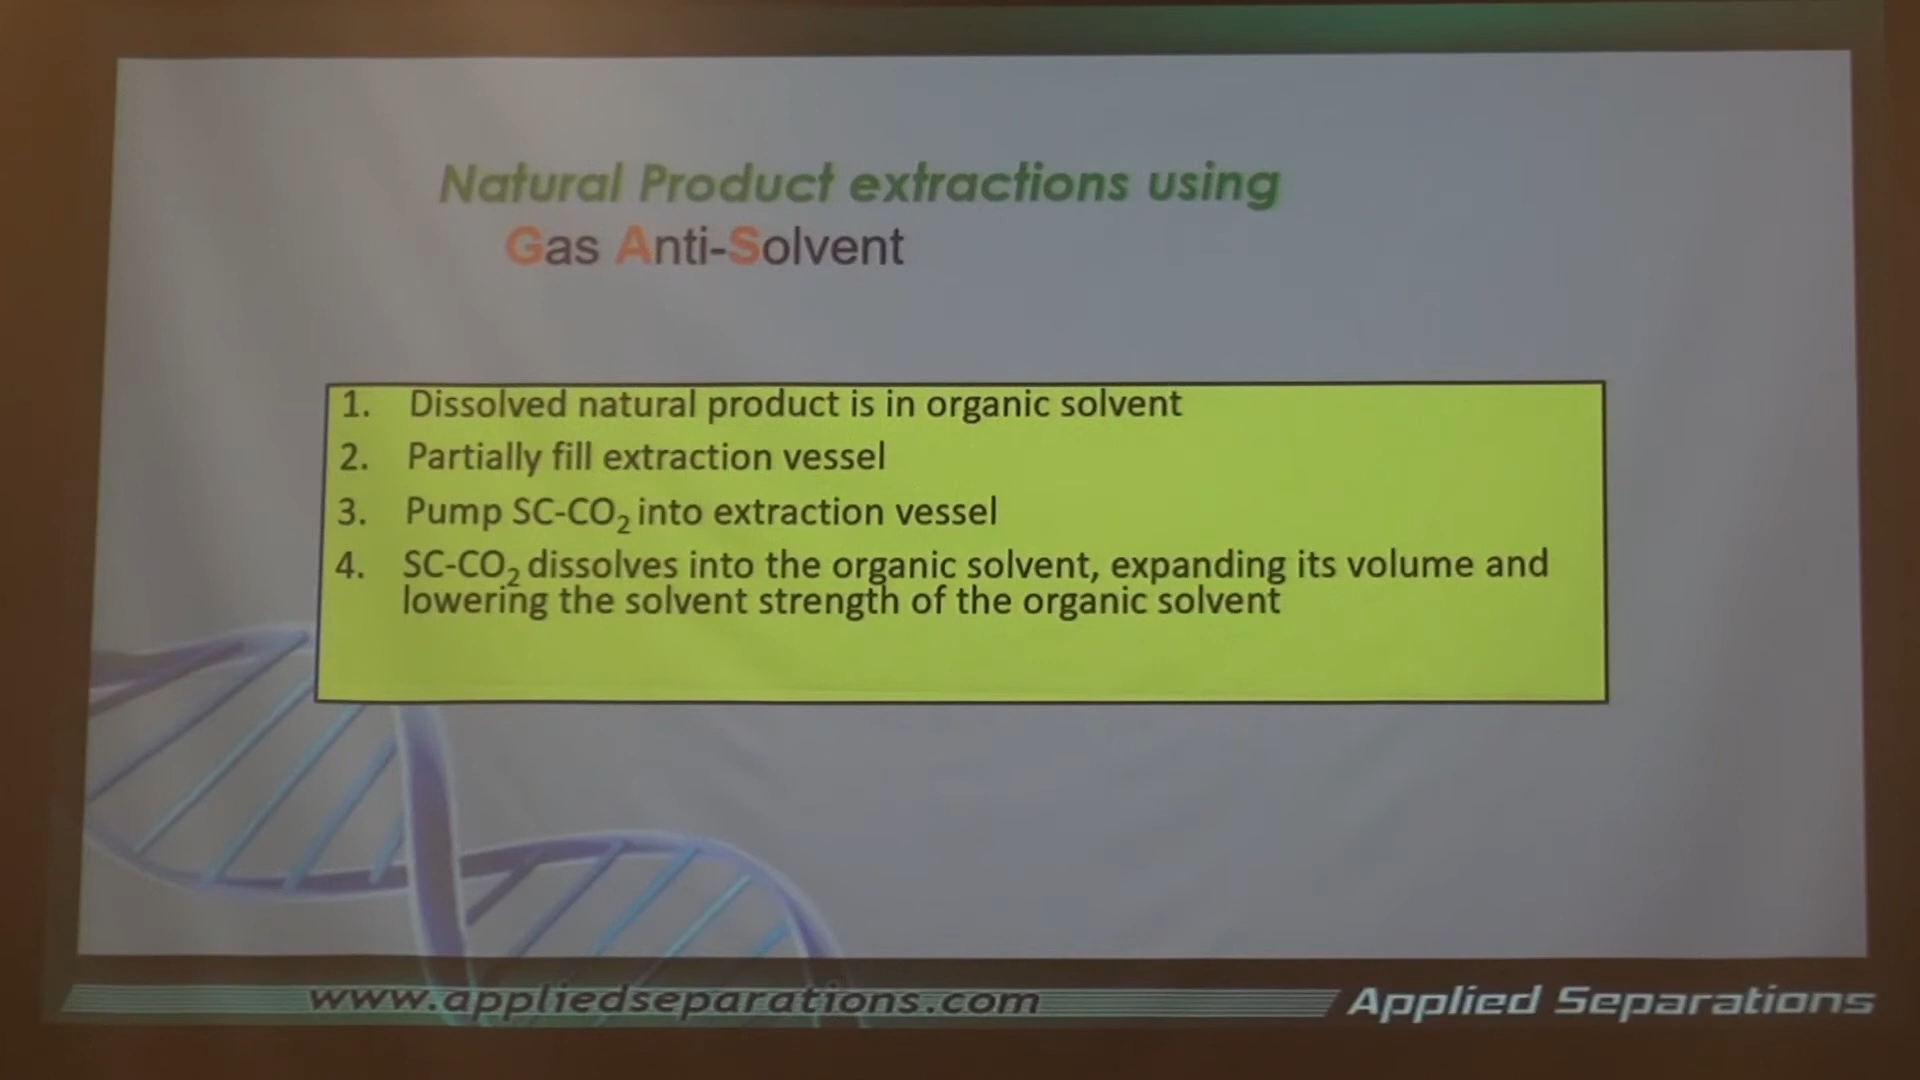 Natural Product extractions using
Gas Anti-Solvent
1. Dissolved natural product is in organic solvent
2. Partially fill extraction vessel
3. Pump SC-CO₂ into extraction vessel
4. SC-CO₂ dissolves into the organic solvent, expanding its volume and
lowering the solvent strength of the organic solvent
www.appliedseparations.com
Applied Separations